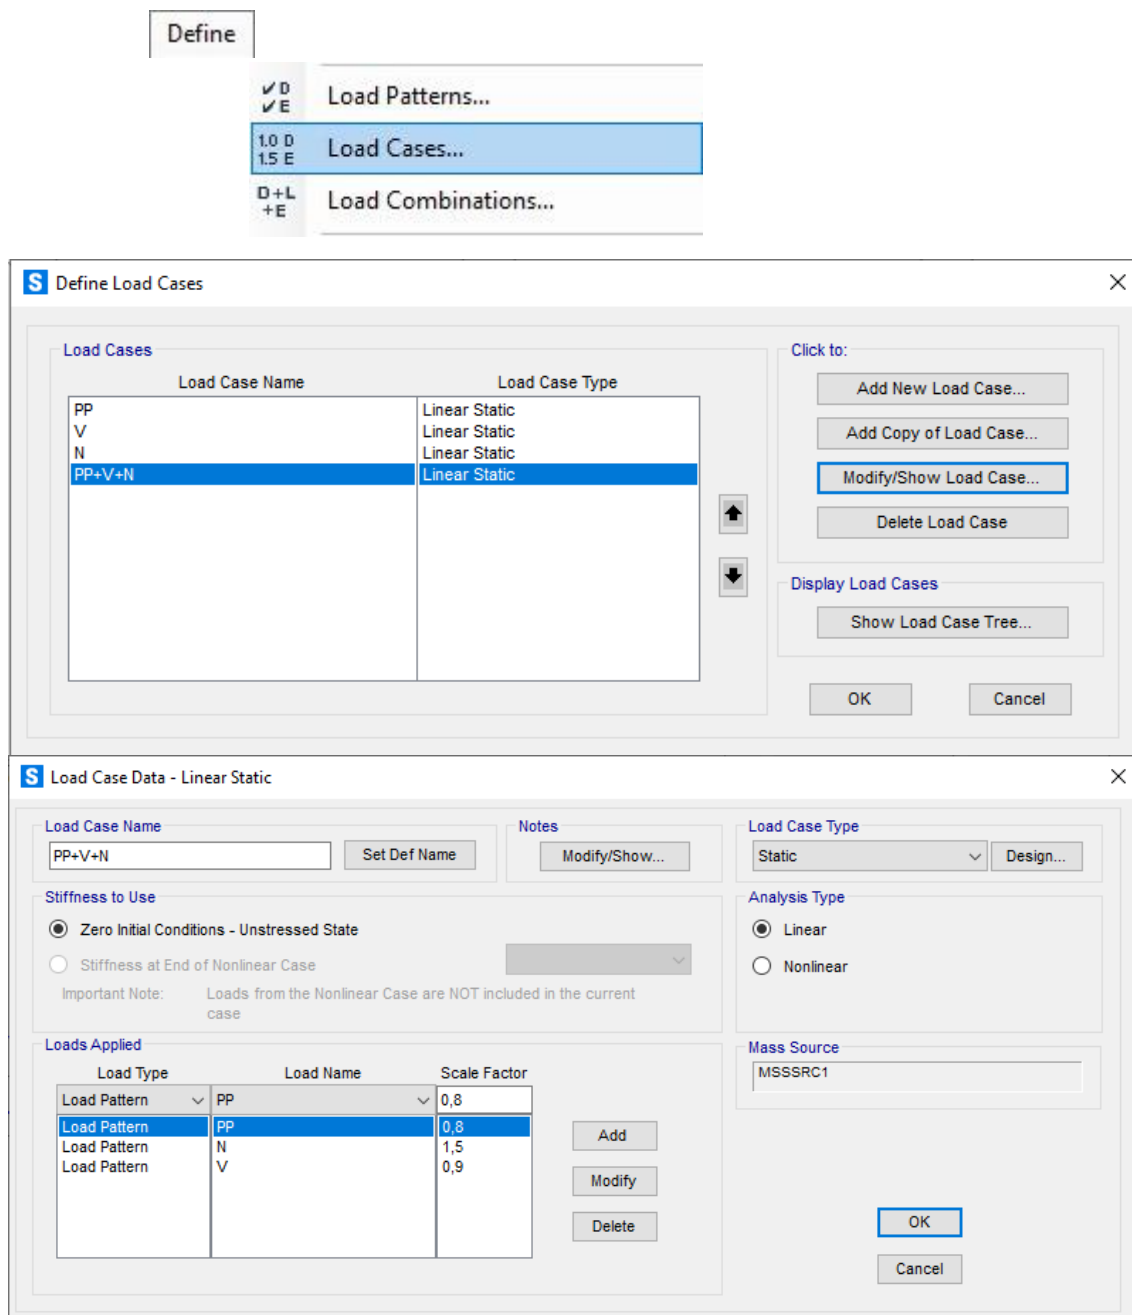 Define
✔ D
✔ E
Load Patterns...
1.0 D
1.5 E
Load Cases...
D+L
+E
Load Combinations...
S Define Load Cases
Load Cases
Click to:
Load Case Name Load Case Type
PP Linear Static
V Linear Static
N Linear Static
PP+V+N Linear Static
Add New Load Case...
Add Copy of Load Case...
Modify/Show Load Case...
Delete Load Case
Display Load Cases
Show Load Case Tree...
OK Cancel
S Load Case Data - Linear Static
Load Case Name
PP+V+N Set Def Name
Notes
Modify/Show...
Load Case Type
Static Design...
Stiffness to Use
Zero Initial Conditions - Unstressed State
Stiffness at End of Nonlinear Case
Important Note: Loads from the Nonlinear Case are NOT included in the current
case
Analysis Type
Linear
Nonlinear
Loads Applied
Load Type Load Name Scale Factor
Load Pattern PP 0,8
Load Pattern PP 0,8
Load Pattern N 1,5
Load Pattern V 0,9
Add
Modify
Delete
Mass Source
MSSSRC1
OK
Cancel